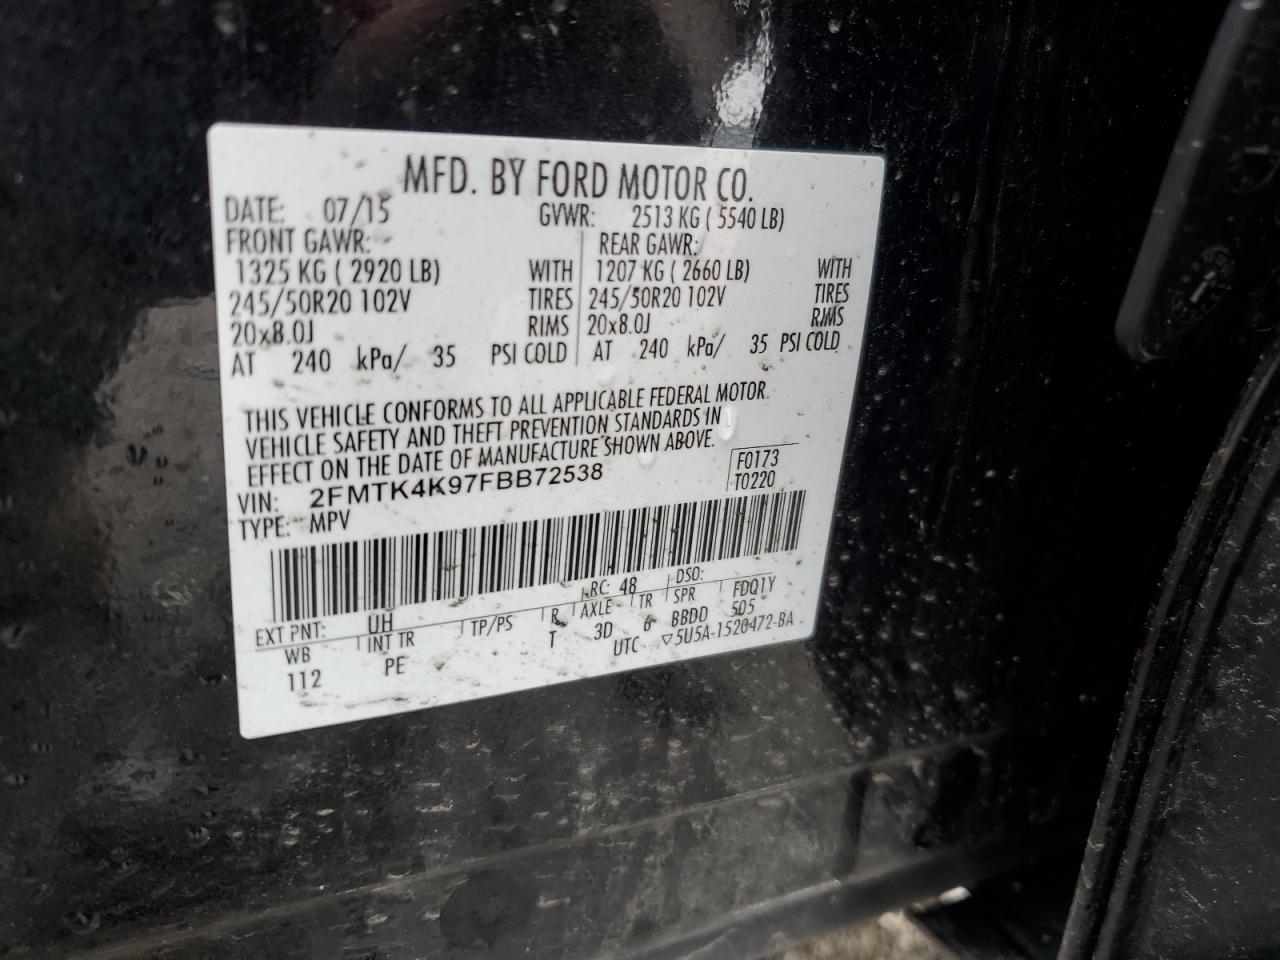 MFD. BY FORD MOTOR CO.
DATE: 07/15 GVWR: 2513 KG ( 5540 LB)
FRONT GAWR: REAR GAWR:
1325 KG ( 2920 LB) WITH 1207 KG ( 2660 LB) WITH
245/50R20 102V TIRES 245/50R20 102V TIRES
20x8.0J RIMS 20x8.0J RIMS
AT 240 kPa/ 35 PSI COLD AT 240 kPa/ 35 PSI COLD
THIS VEHICLE CONFORMS TO ALL APPLICABLE FEDERAL MOTOR
VEHICLE SAFETY AND THEFT PREVENTION STANDARDS IN
EFFECT ON THE DATE OF MANUFACTURE SHOWN ABOVE.
VIN: 2FMTK4K97FBB72538 F0173
TYPE: MPV T0220
EXT PNT: UH RC: 48 DSO: FDQ1Y
WB INT TR TP/PS R AXLE TR SPR 505
112 PE T 3D 6 BBDD
UTC ▽5U5A-1520472-BA